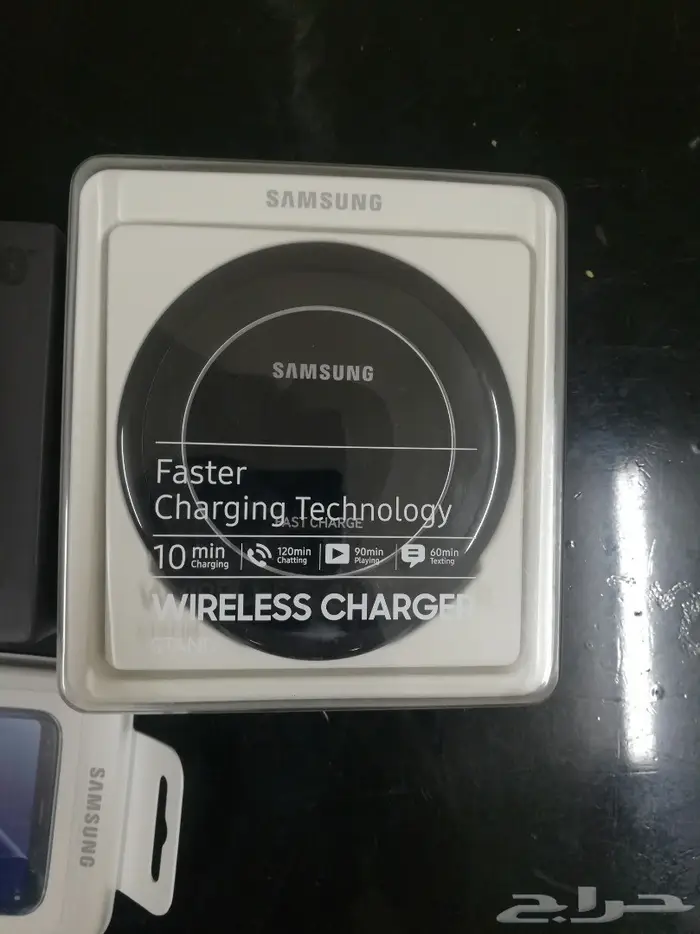 SAMSUNG
SAMSUNG
Faster
Charging Technology
FAST CHARGE
10 min Charging
120min Chatting
90min Playing
60min Texting
WIRELESS CHARGER
STAND
SAMSUNG
حراج